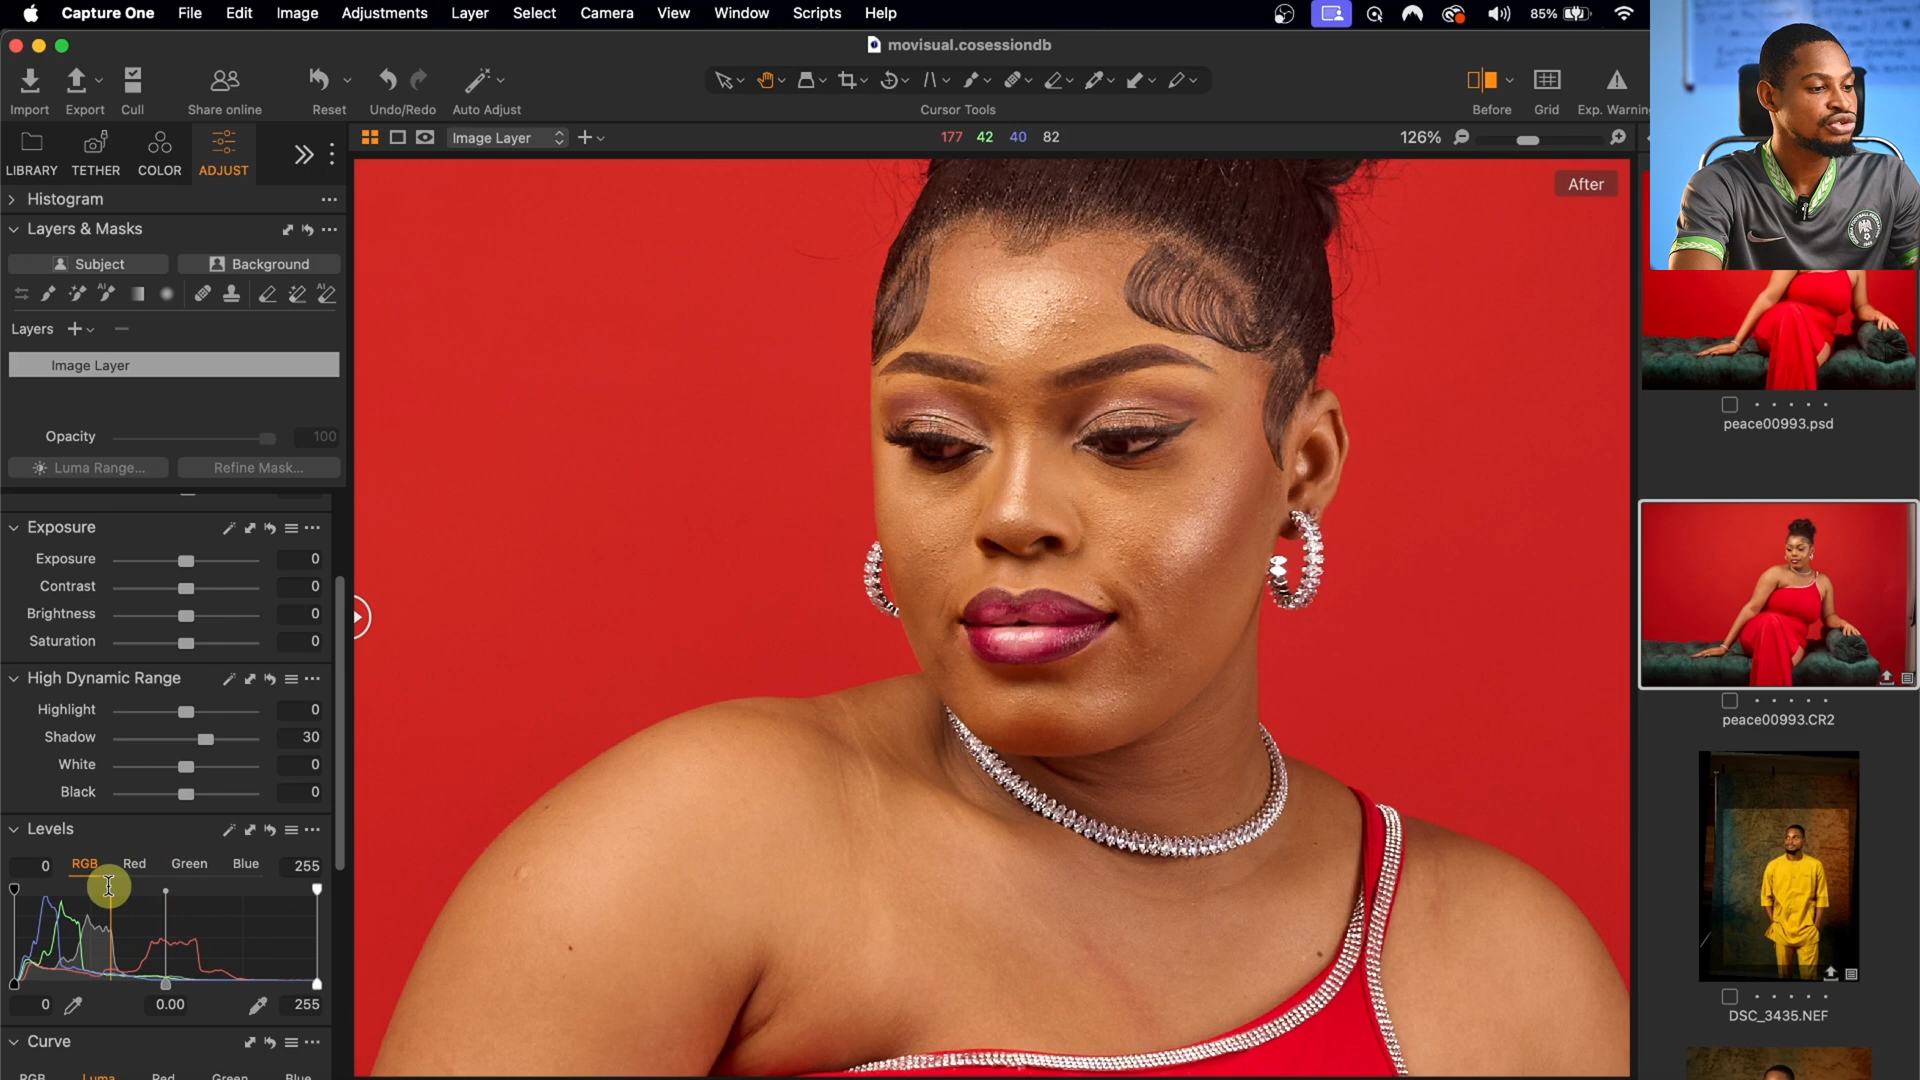 Capture One File Edit Image Adjustments Layer Select Camera View Window Scripts Help 85%
movisual.cosessiondb
Import Export Cull Share online Reset Undo/Redo Auto Adjust Cursor Tools Before Grid Exp. Warnin
LIBRARY TETHER COLOR ADJUST
Image Layer 177 42 40 82 126%
Histogram
After
Layers & Masks
Subject Background
AI AI
Layers
Image Layer
Opacity 100
Luma Range... Refine Mask...
Exposure
Exposure 0
Contrast 0
Brightness 0
Saturation 0
High Dynamic Range
Highlight 0
Shadow 30
White 0
Black 0
Levels
0 RGB Red Green Blue 255
0 0.00 255
Curve
RGB Luma Red Green Blue
peace00993.psd
peace00993.CR2
DSC_3435.NEF